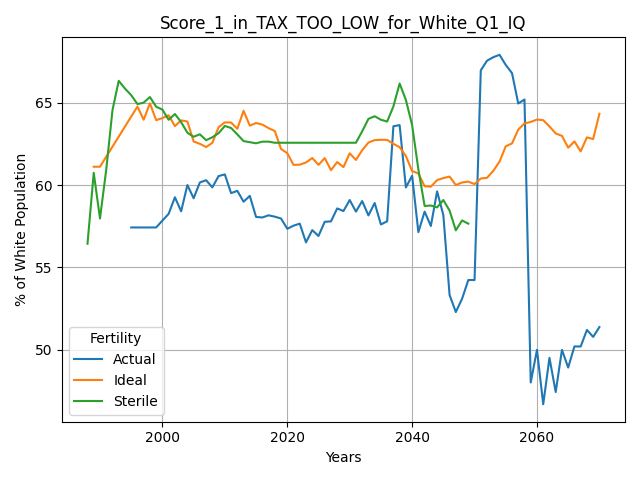 Score_1_in_TAX_TOO_LOW_for_White_Q1_IQ
% of White Population
65
60
55
50
Fertility
Actual
Ideal
Sterile
2000
2020
2040
2060
Years